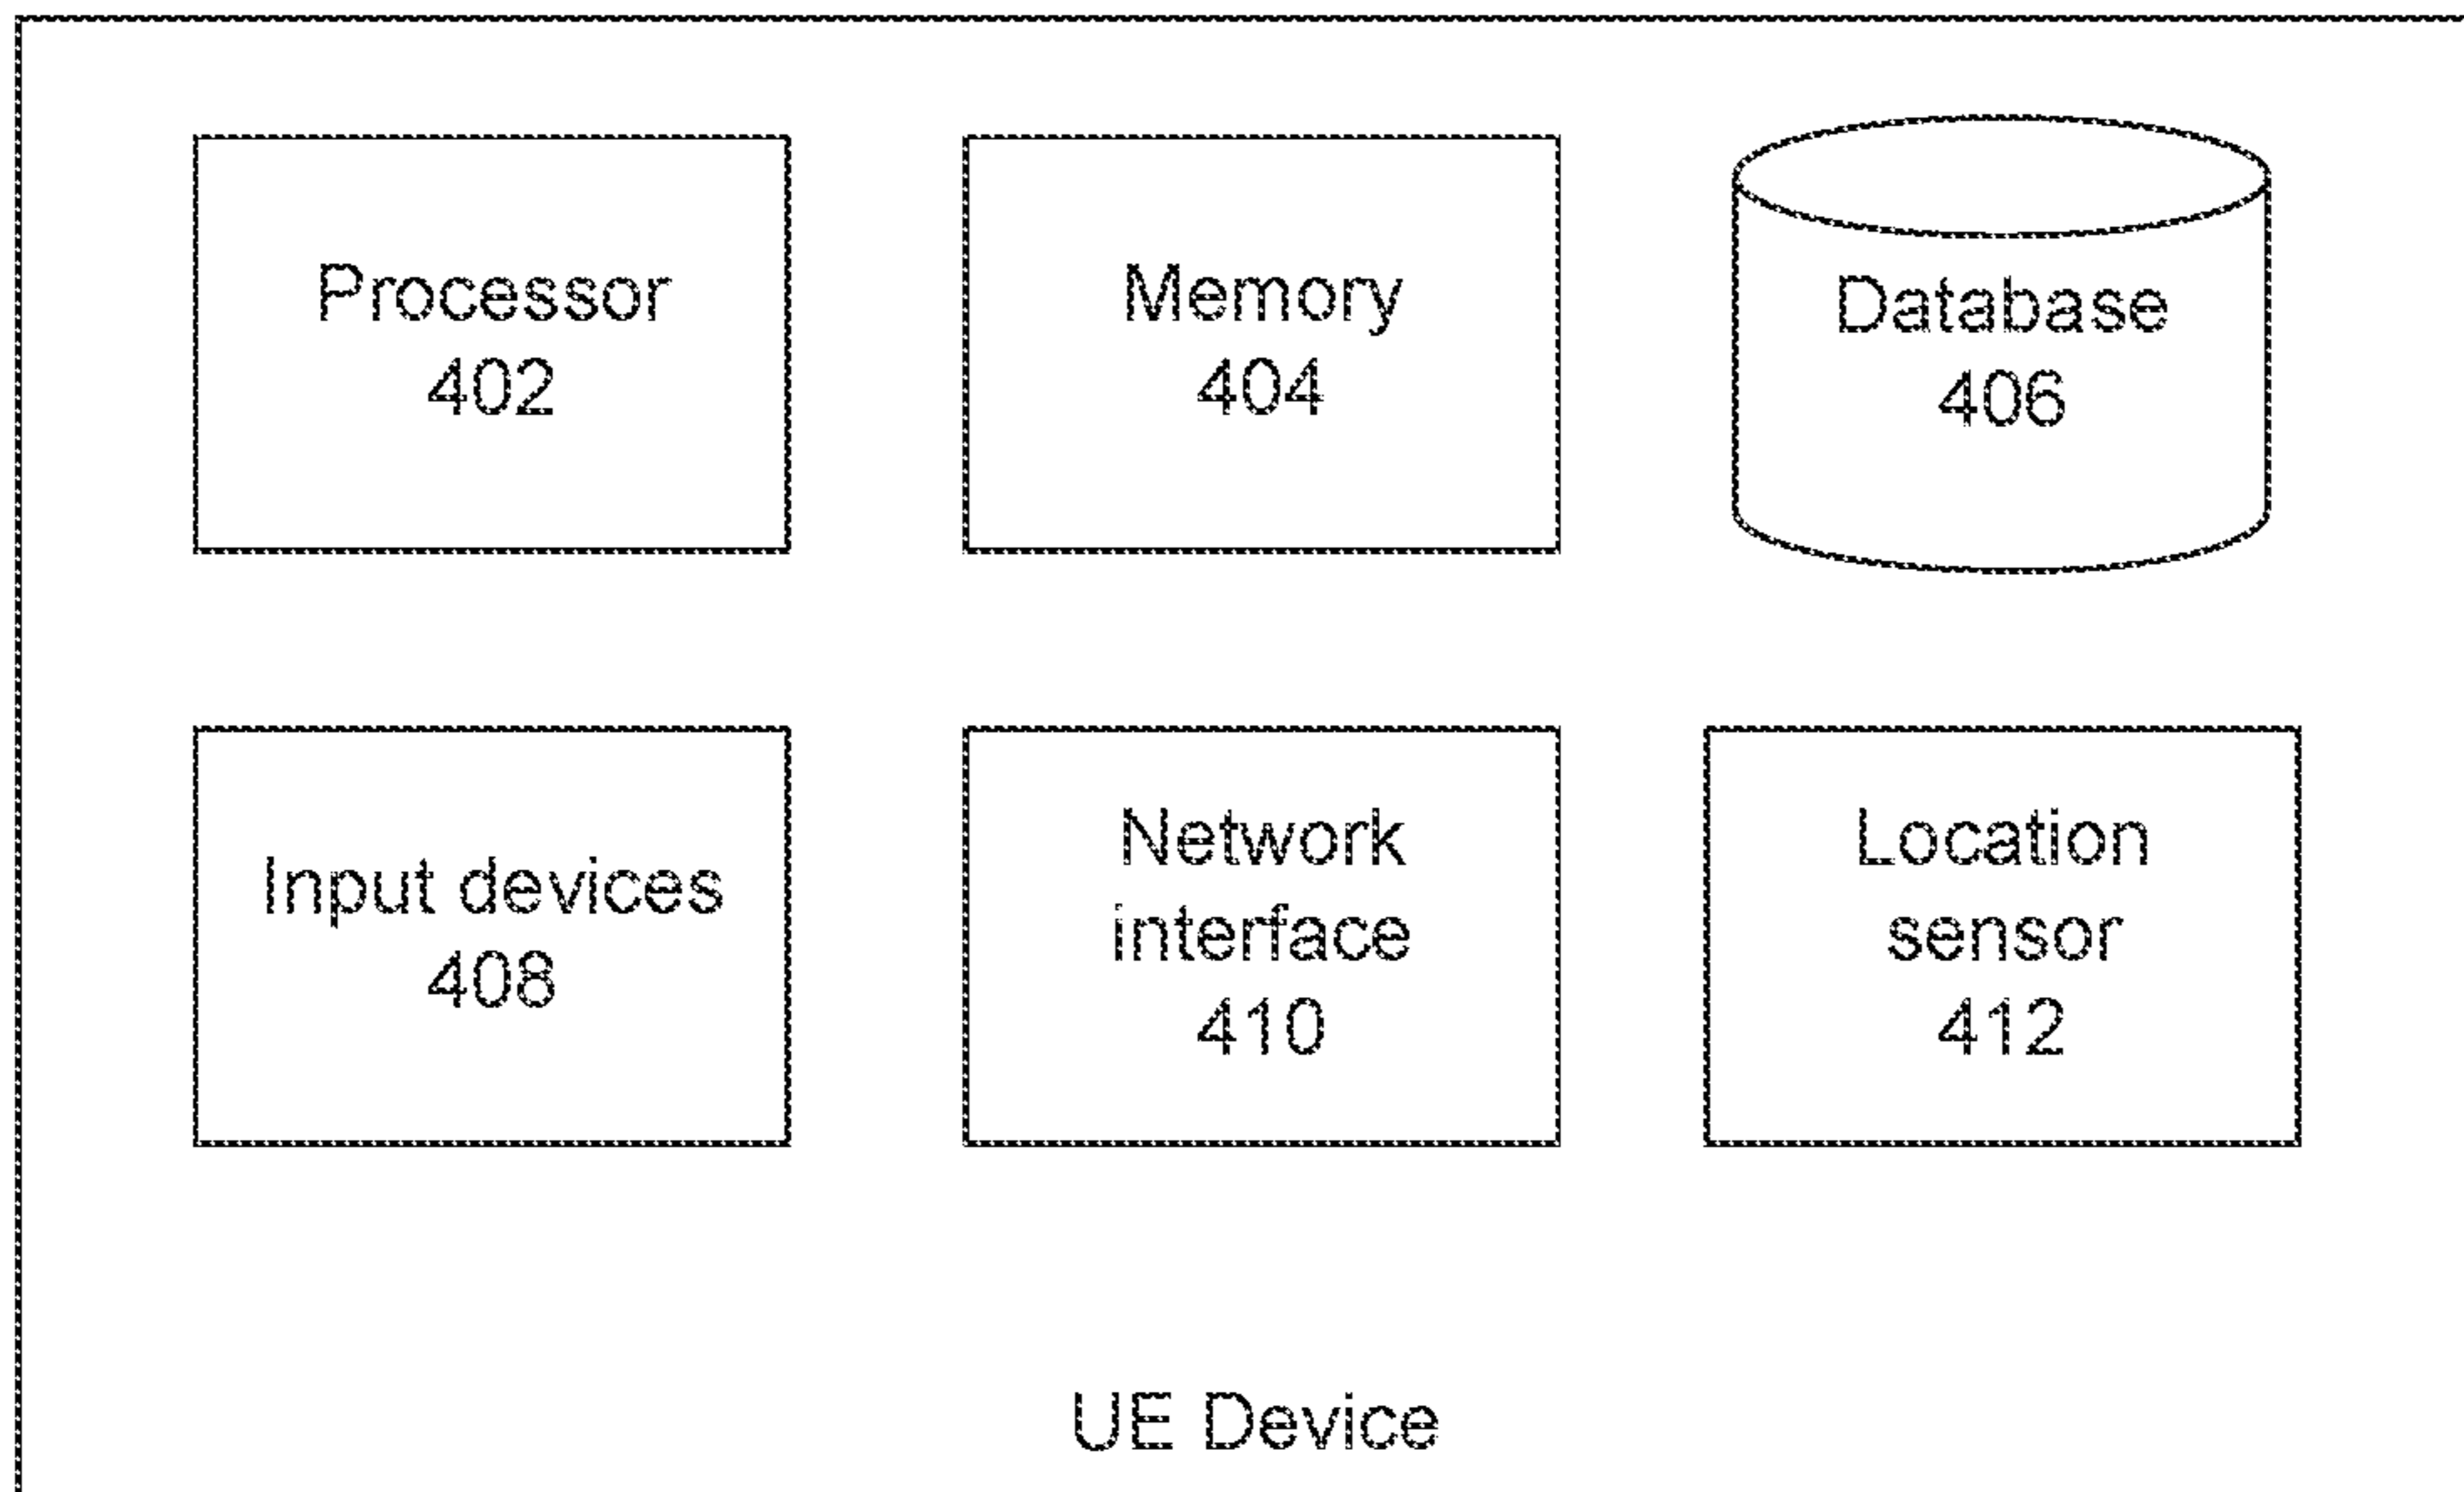 Processor
402
Memory
404
Database
406
Input devices
408
Network
interface
410
Location
sensor
412
UE Device